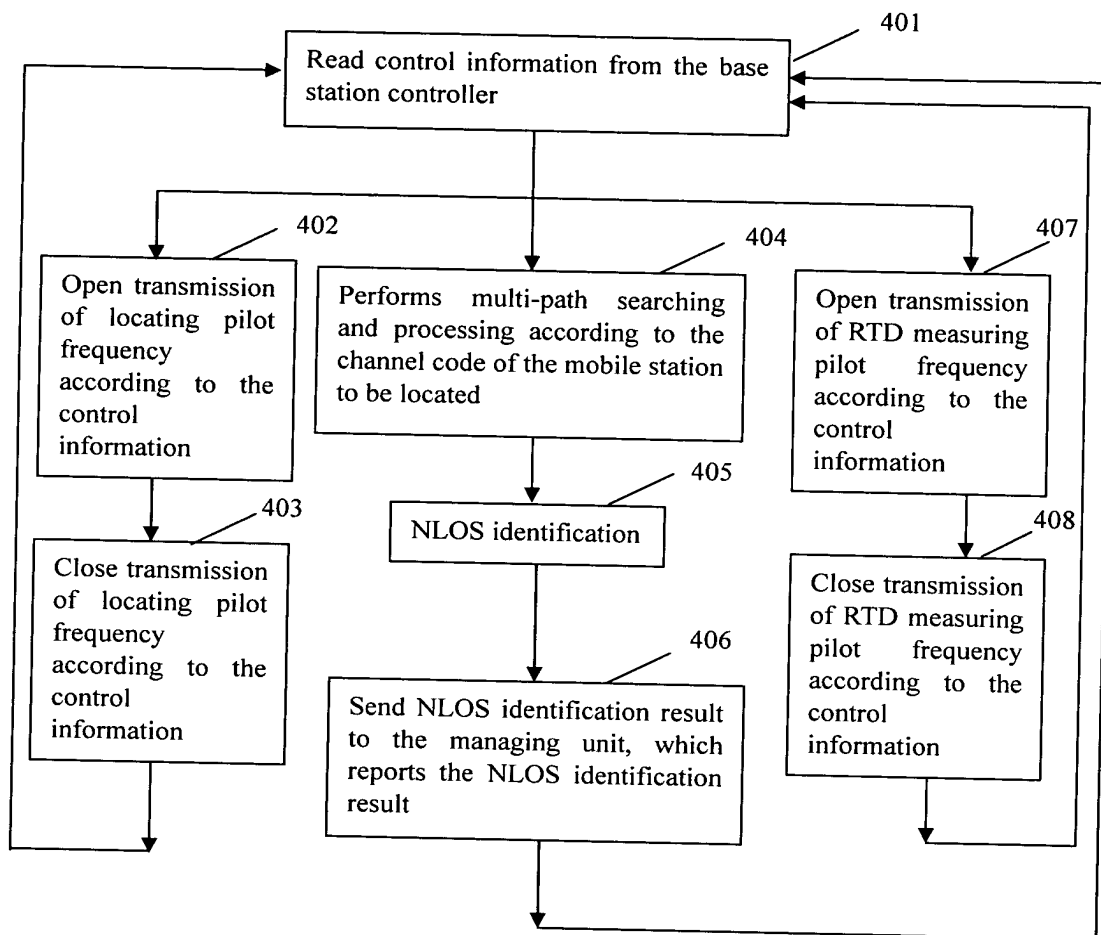 401
Read control information from the base
station controller
402
Open transmission
of locating pilot
frequency
according to the
control
information
403
Close transmission
of locating pilot
frequency
according to the
control
information
404
Performs multi-path searching
and processing according to the
channel code of the mobile station
to be located
405
NLOS identification
406
Send NLOS identification result
to the managing unit, which
reports the NLOS identification
result
407
Open transmission
of RTD measuring
pilot frequency
according to the
control
information
408
Close transmission
of RTD measuring
pilot frequency
according to the
control
information